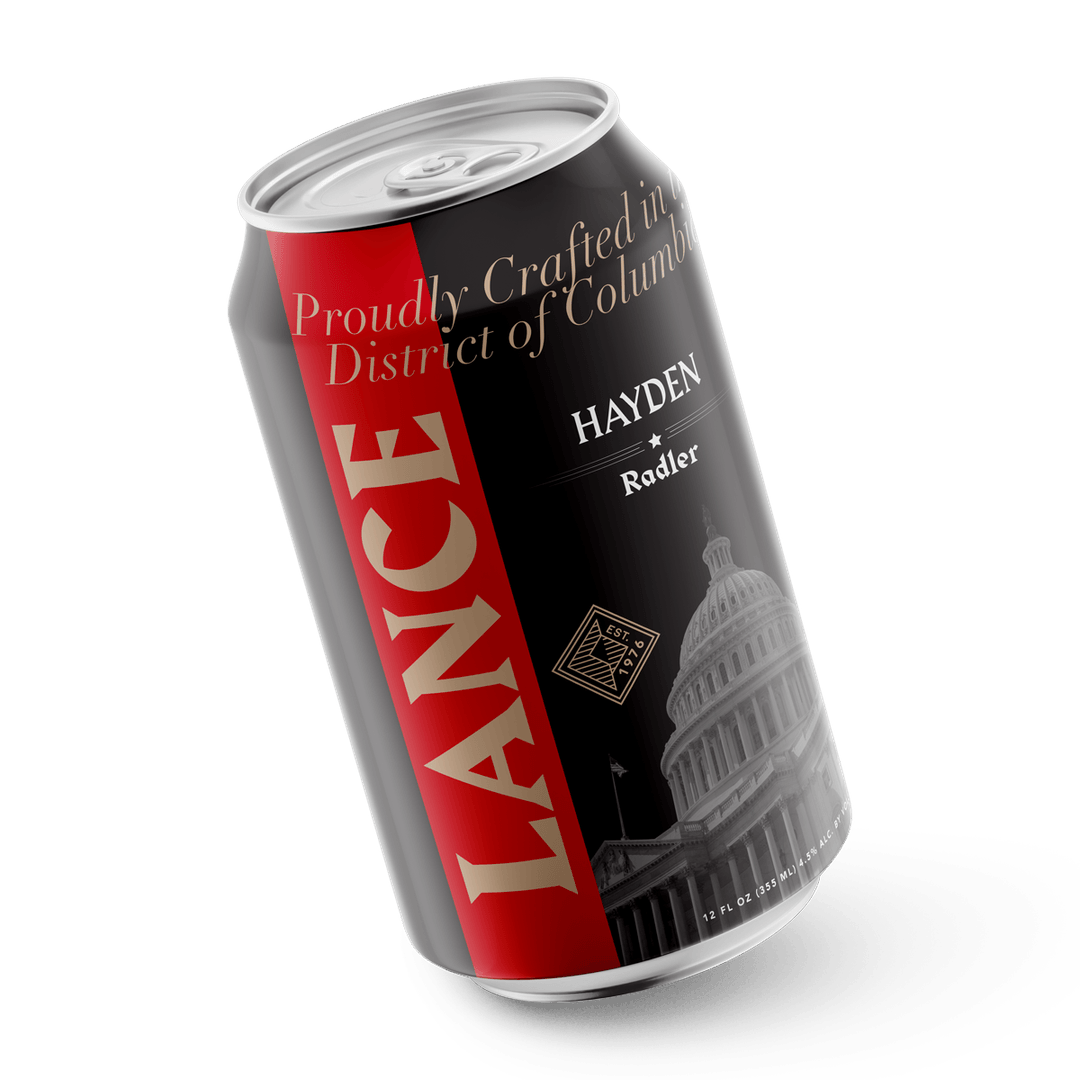 Proudly Crafted in
District of Columbia
LANCE
HAYDEN
Radler
EST.
1976
12 FL OZ (355 ML) 4.5% ALC. BY